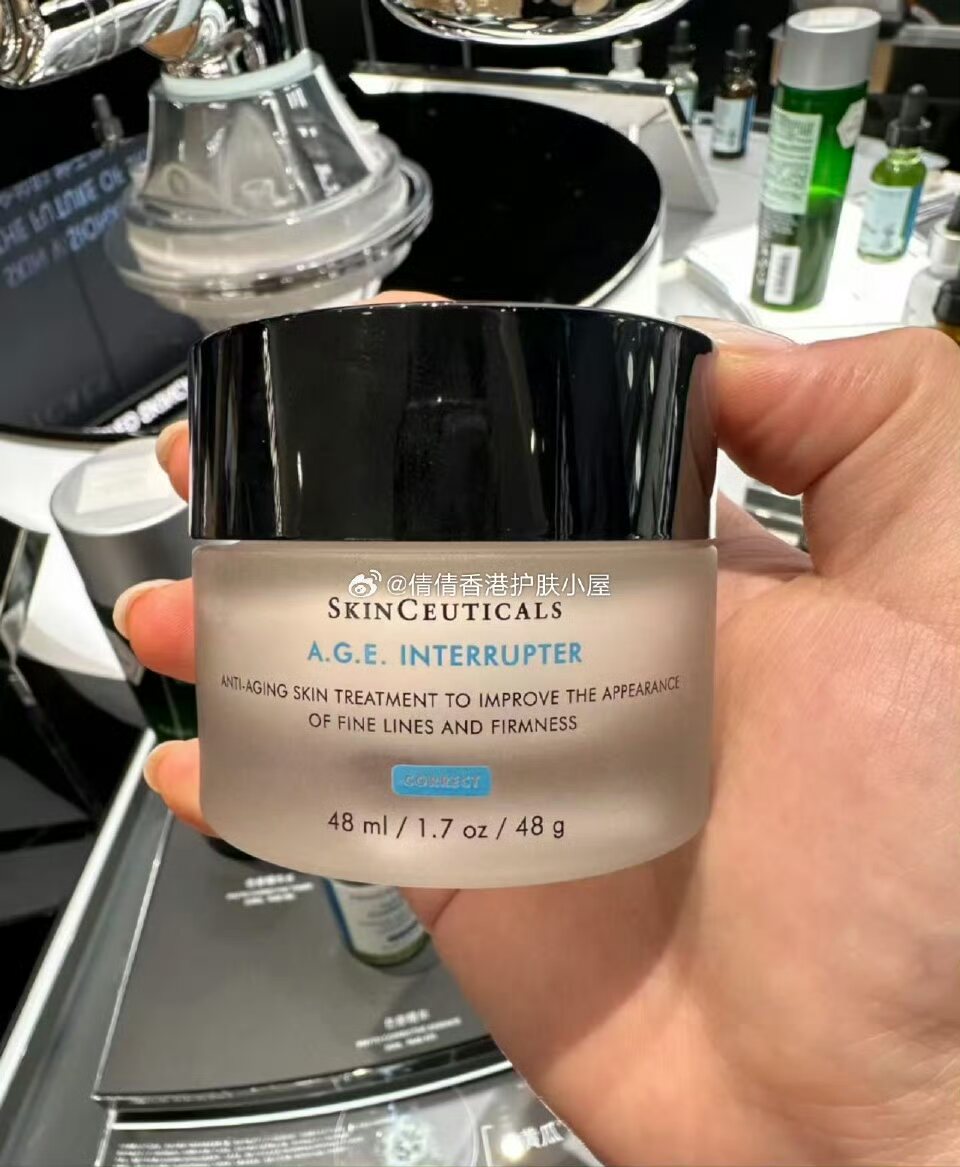 @倩倩香港护肤小屋
SKINCEUTICALS
A.G.E. INTERRUPTER
ANTI-AGING SKIN TREATMENT TO IMPROVE THE APPEARANCE
OF FINE LINES AND FIRMNESS
CORRECT
48 ml / 1.7 oz / 48 g